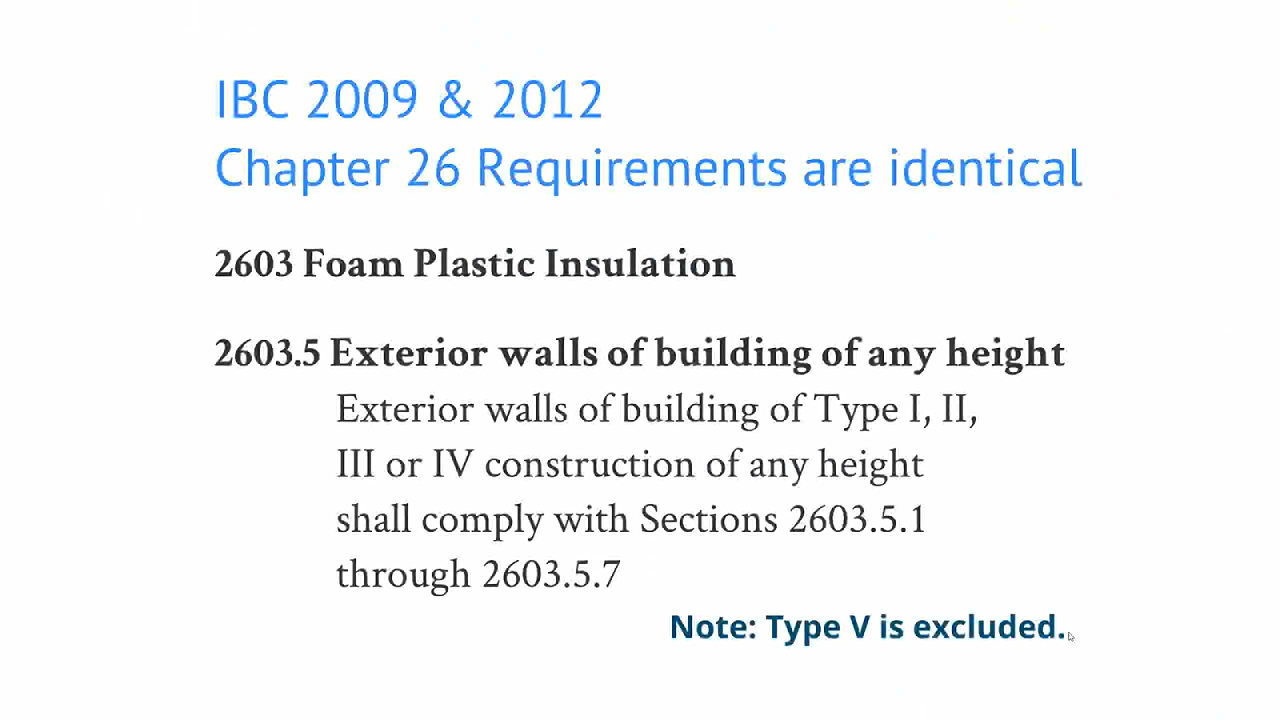 IBC 2009 & 2012
Chapter 26 Requirements are identical
2603 Foam Plastic Insulation
2603.5 Exterior walls of building of any height
Exterior walls of building of Type I, II,
III or IV construction of any height
shall comply with Sections 2603.5.1
through 2603.5.7
Note: Type V is excluded.